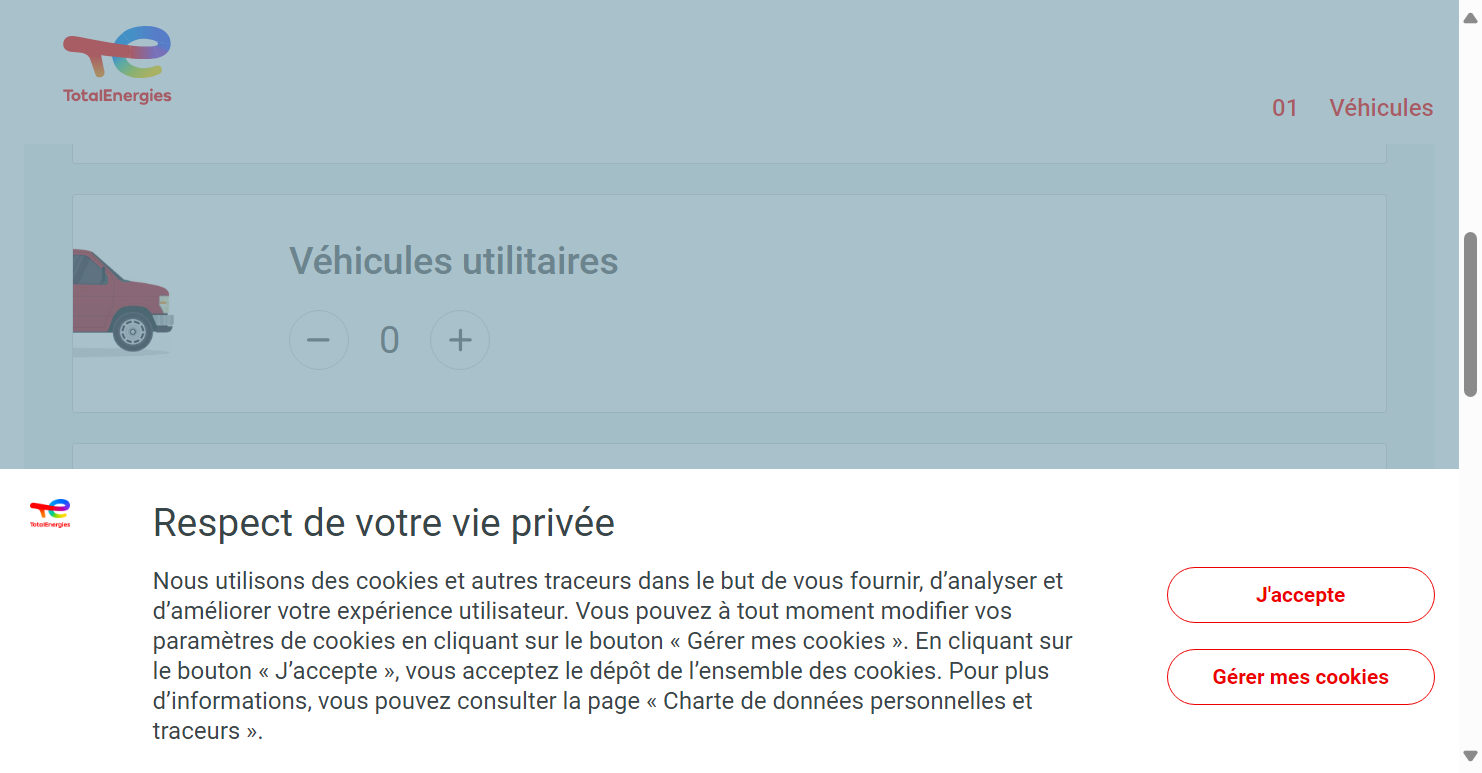 TotalEnergies
01 Véhicules
Véhicules utilitaires
0
TotalEnergies
Respect de votre vie privée
Nous utilisons des cookies et autres traceurs dans le but de vous fournir, d’analyser et
d’améliorer votre expérience utilisateur. Vous pouvez à tout moment modifier vos
paramètres de cookies en cliquant sur le bouton « Gérer mes cookies ». En cliquant sur
le bouton « J’accepte », vous acceptez le dépôt de l’ensemble des cookies. Pour plus
d’informations, vous pouvez consulter la page « Charte de données personnelles et
traceurs ».
J'accepte
Gérer mes cookies